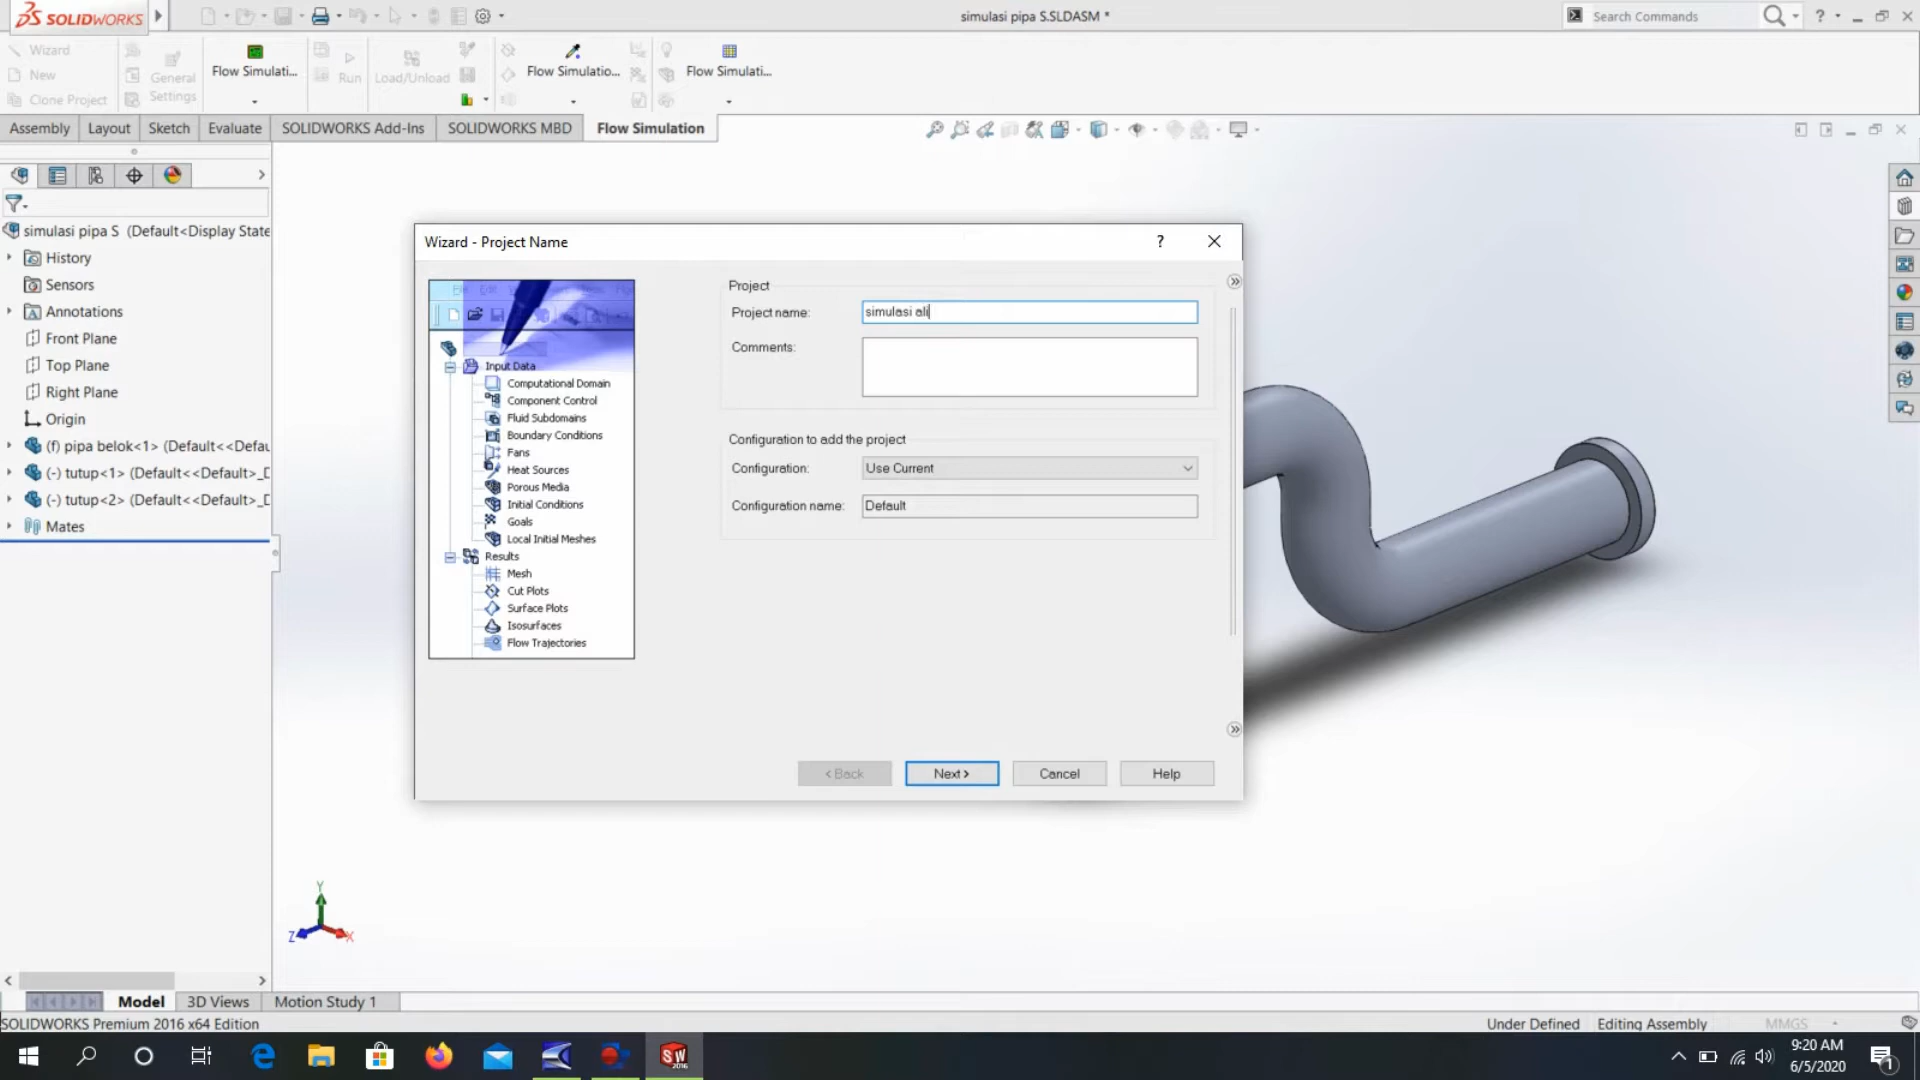 SOLIDWORKS
simulasi pipa S.SLDASM *
Search Commands
Wizard
New
Clone Project
General
Settings
Flow Simulati...
Run
Load/Unload
Flow Simulatio...
Flow Simulati...
Assembly
Layout
Sketch
Evaluate
SOLIDWORKS Add-Ins
SOLIDWORKS MBD
Flow Simulation
simulasi pipa S (Default<Display State
History
Sensors
Annotations
Front Plane
Top Plane
Right Plane
Origin
(f) pipa belok<1> (Default<<Defau
(-) tutup<1> (Default<<Default>_D
(-) tutup<2> (Default<<Default>_D
Mates
Wizard - Project Name
?
Input Data
Computational Domain
Component Control
Fluid Subdomains
Boundary Conditions
Fans
Heat Sources
Porous Media
Initial Conditions
Goals
Local Initial Meshes
Results
Mesh
Cut Plots
Surface Plots
Isosurfaces
Flow Trajectories
Project
Project name:
simulasi ali
Comments:
Configuration to add the project
Configuration:
Use Current
Configuration name:
Default
< Back
Next >
Cancel
Help
Y
Z
X
Model
3D Views
Motion Study 1
SOLIDWORKS Premium 2016 x64 Edition
Under Defined
Editing Assembly
MMGS
SW
2016
9:20 AM
6/5/2020
1